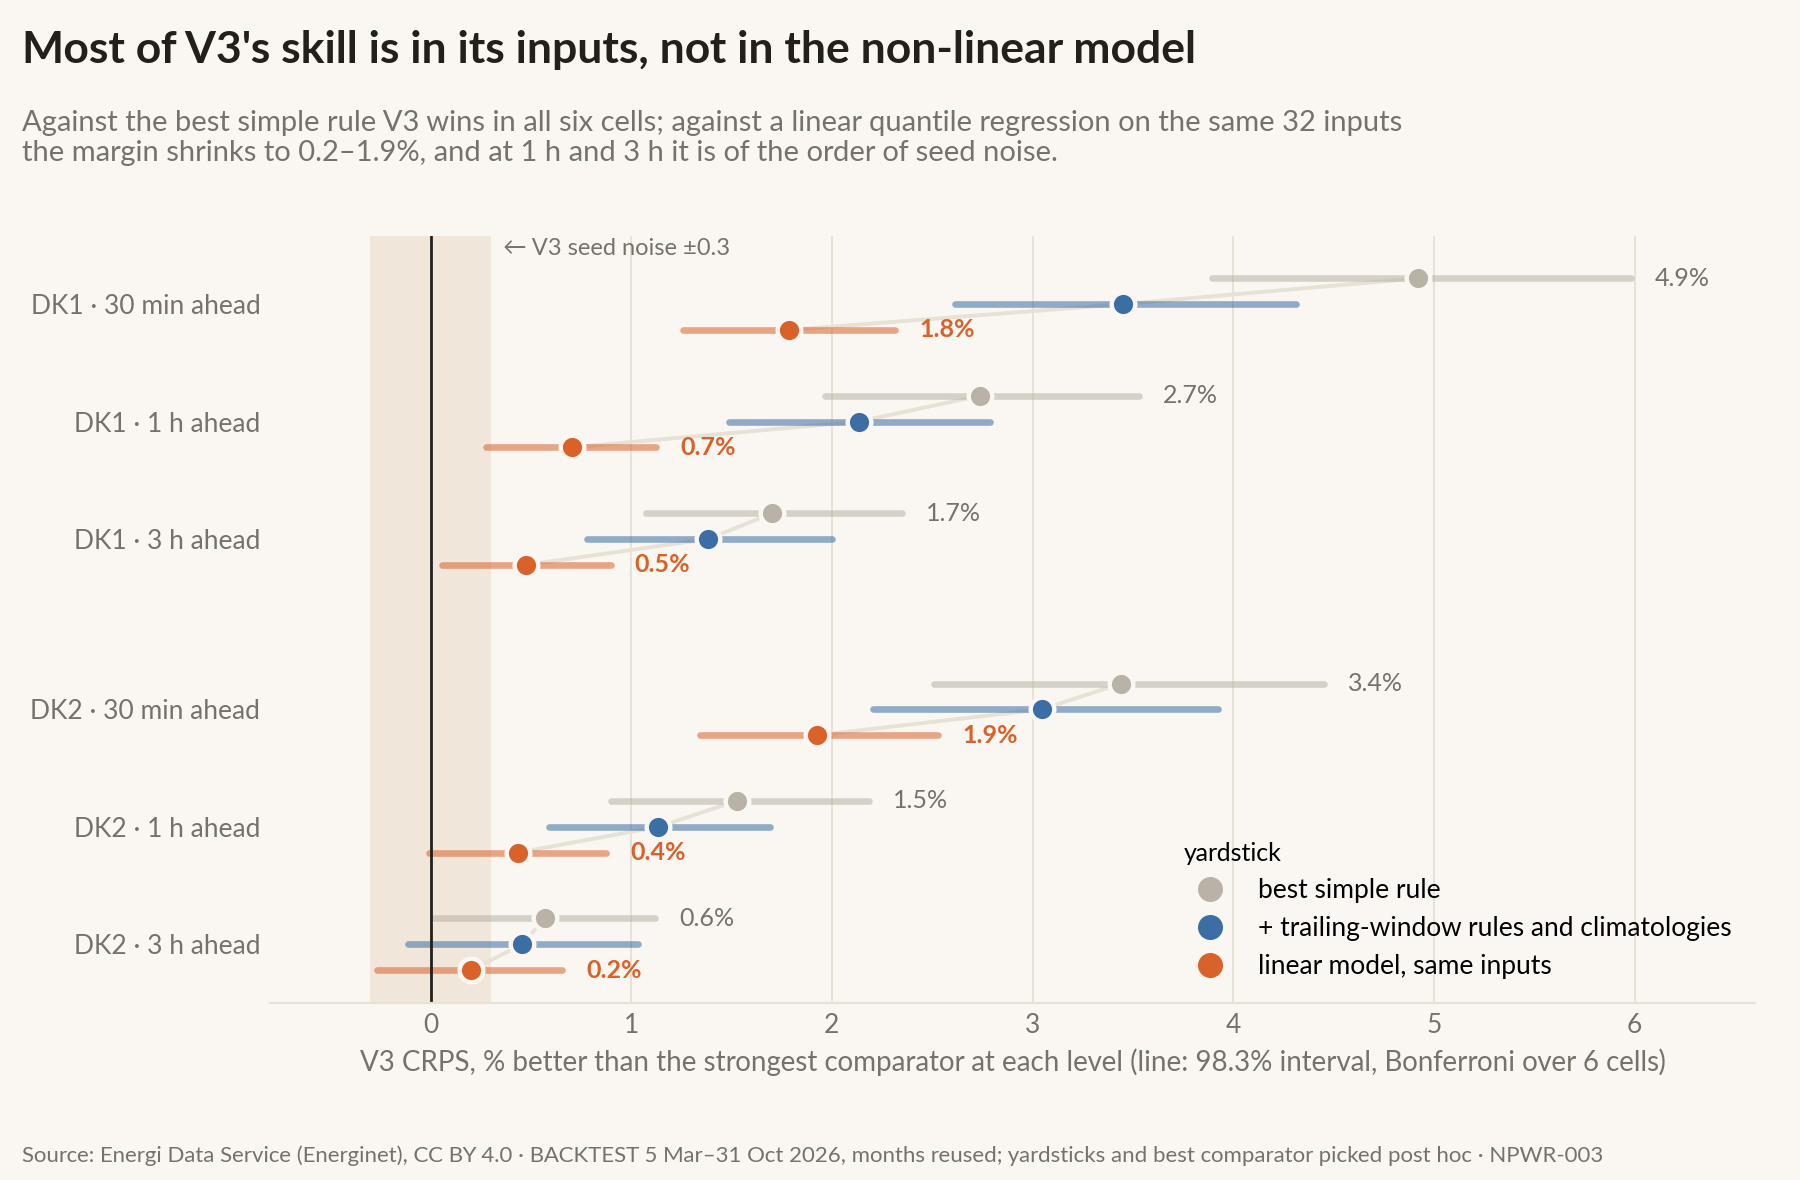 Most of V3's skill is in its inputs, not in the non-linear model
Against the best simple rule V3 wins in all six cells; against a linear quantile regression on the same 32 inputs
the margin shrinks to 0.2–1.9%, and at 1 h and 3 h it is of the order of seed noise.
← V3 seed noise ±0.3
4.9%
DK1 · 30 min ahead
1.8%
2.7%
DK1 · 1 h ahead
0.7%
1.7%
DK1 · 3 h ahead
0.5%
3.4%
DK2 · 30 min ahead
1.9%
1.5%
DK2 · 1 h ahead
0.4%
0.6%
DK2 · 3 h ahead
0.2%
yardstick
best simple rule
+ trailing-window rules and climatologies
linear model, same inputs
0 1 2 3 4 5 6
V3 CRPS, % better than the strongest comparator at each level (line: 98.3% interval, Bonferroni over 6 cells)
Source: Energi Data Service (Energinet), CC BY 4.0 · BACKTEST 5 Mar–31 Oct 2026, months reused; yardsticks and best comparator picked post hoc · NPWR-003